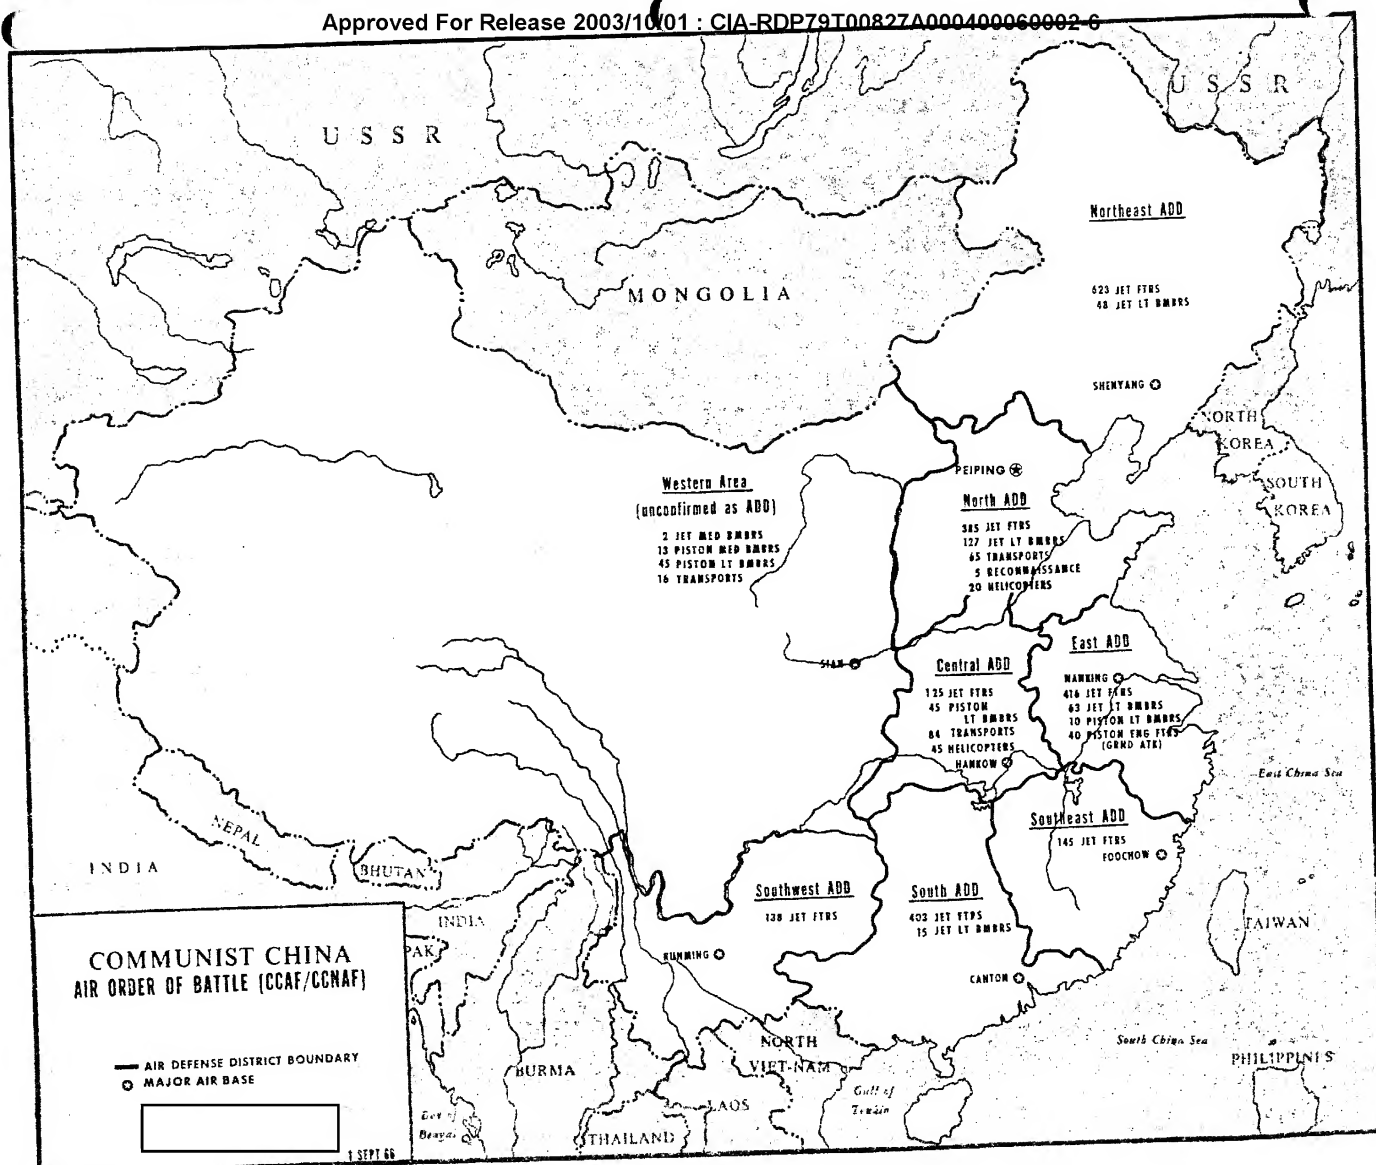 Approved For Release 2003/10/01 : CIA-RDP79T00827A000400060002-6
USSR
USSR
MONGOLIA
Northeast ADD
623 JET FTRS
48 JET LT BMBRS
SHENYANG
NORTH
KOREA
SOUTH
KOREA
PEIPING
North ADD
385 JET FTRS
127 JET LT BMBRS
65 TRANSPORTS
5 RECONNAISSANCE
20 HELICOPTERS
Western Area
(unconfirmed as ADD)
2 JET MED BMBRS
13 PISTON MED BMBRS
45 PISTON LT BMBRS
16 TRANSPORTS
SIAN
Central ADD
125 JET FTRS
45 PISTON
LT BMBRS
84 TRANSPORTS
45 HELICOPTERS
HANKOW
East ADD
NANKING
416 JET FTRS
63 JET LT BMBRS
10 PISTON LT BMBRS
40 PISTON ENG FTRS
(GRND ATK)
East China Sea
Southeast ADD
145 JET FTRS
FOOCHOW
Southwest ADD
138 JET FTRS
KUNMING
South ADD
403 JET FTRS
15 JET LT BMBRS
CANTON
TAIWAN
NEPAL
BHUTAN
INDIA
INDIA
PAK
BURMA
NORTH
VIET-NAM
LAOS
THAILAND
Gulf of
Tonkin
South China Sea
PHILIPPINES
Bay of
Bengal
COMMUNIST CHINA
AIR ORDER OF BATTLE (CCAF/CCNAF)
AIR DEFENSE DISTRICT BOUNDARY
MAJOR AIR BASE
1 SEPT 66